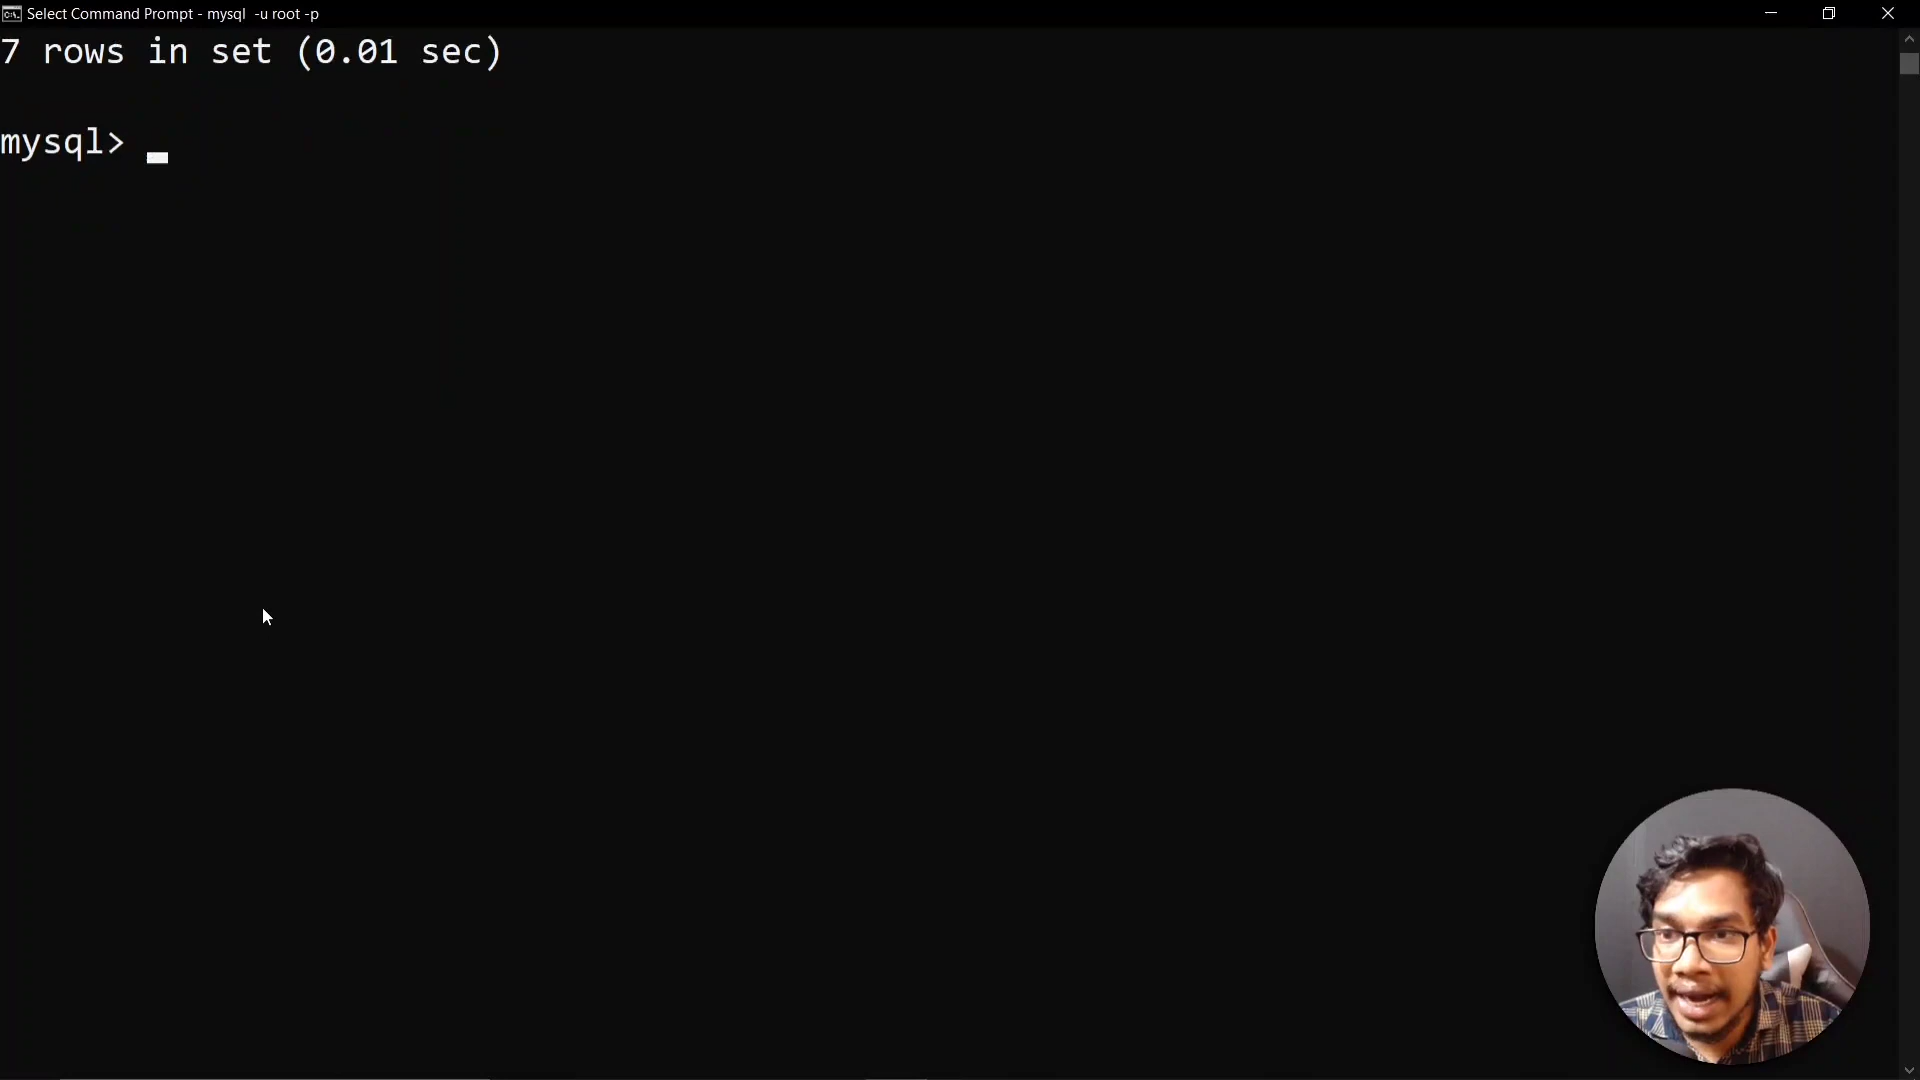 Select Command Prompt - mysql  -u root -p
7 rows in set (0.01 sec)
mysql>